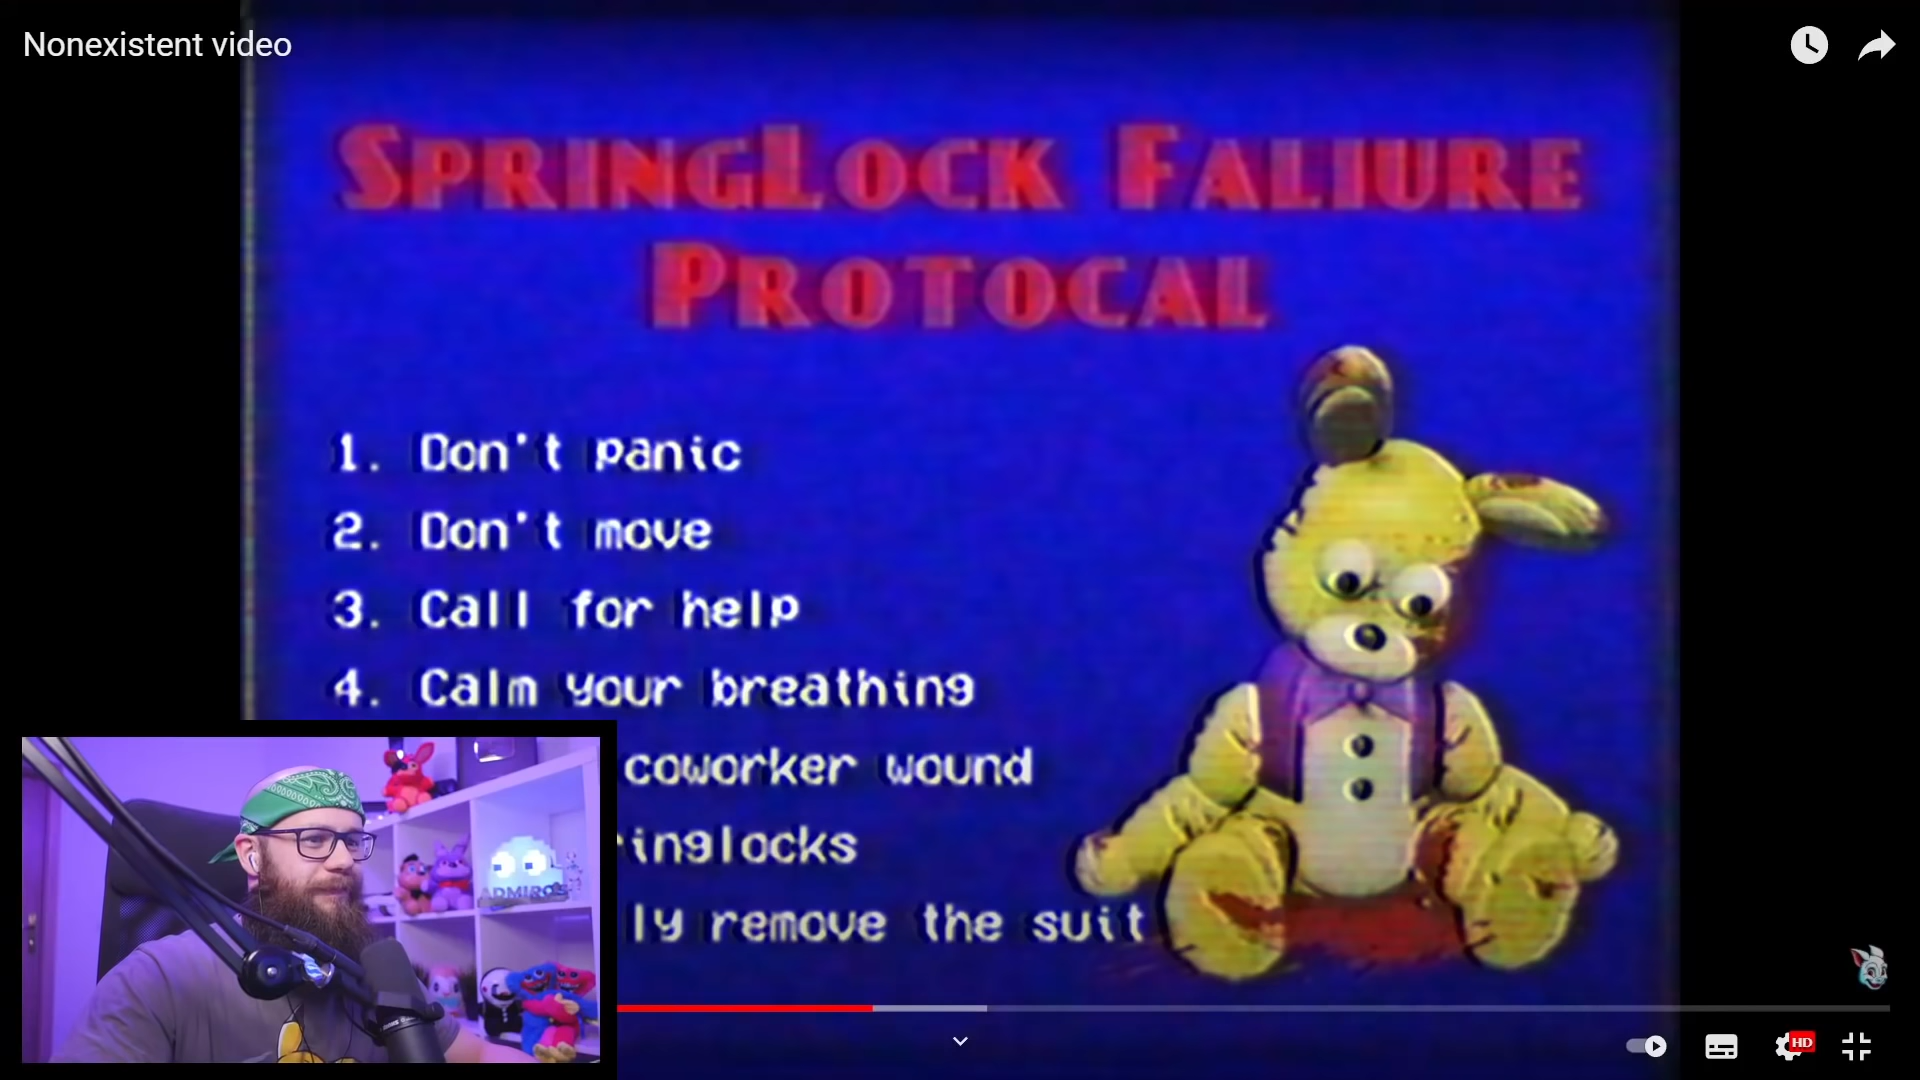 Nonexistent video
SPRINGLOCK FALIURE
PROTOCAL
1. Don't panic
2. Don't move
3. Call for help
4. Calm your breathing
coworker wound
inglocks
ly remove the suit
ADMIROS
HD